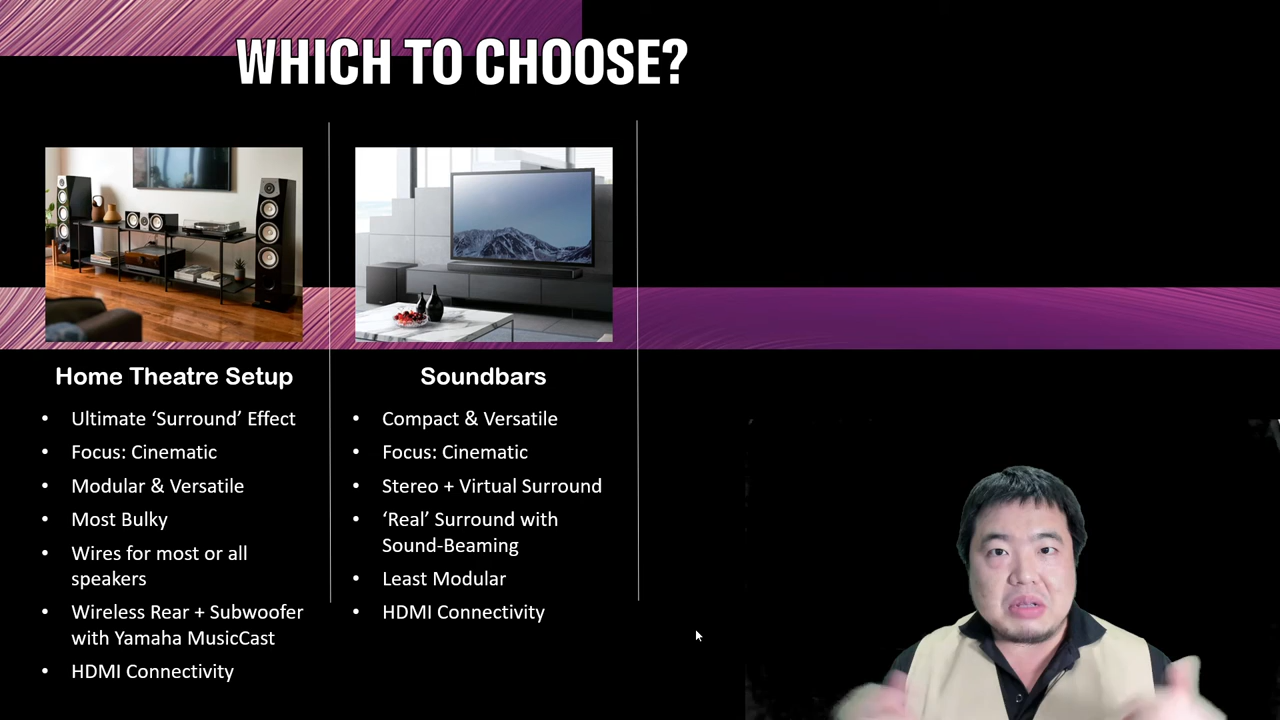 WHICH TO CHOOSE?
Home Theatre Setup
• Ultimate ‘Surround’ Effect
• Focus: Cinematic
• Modular & Versatile
• Most Bulky
• Wires for most or all
speakers
• Wireless Rear + Subwoofer
with Yamaha MusicCast
• HDMI Connectivity
Soundbars
• Compact & Versatile
• Focus: Cinematic
• Stereo + Virtual Surround
• ‘Real’ Surround with
Sound-Beaming
• Least Modular
• HDMI Connectivity